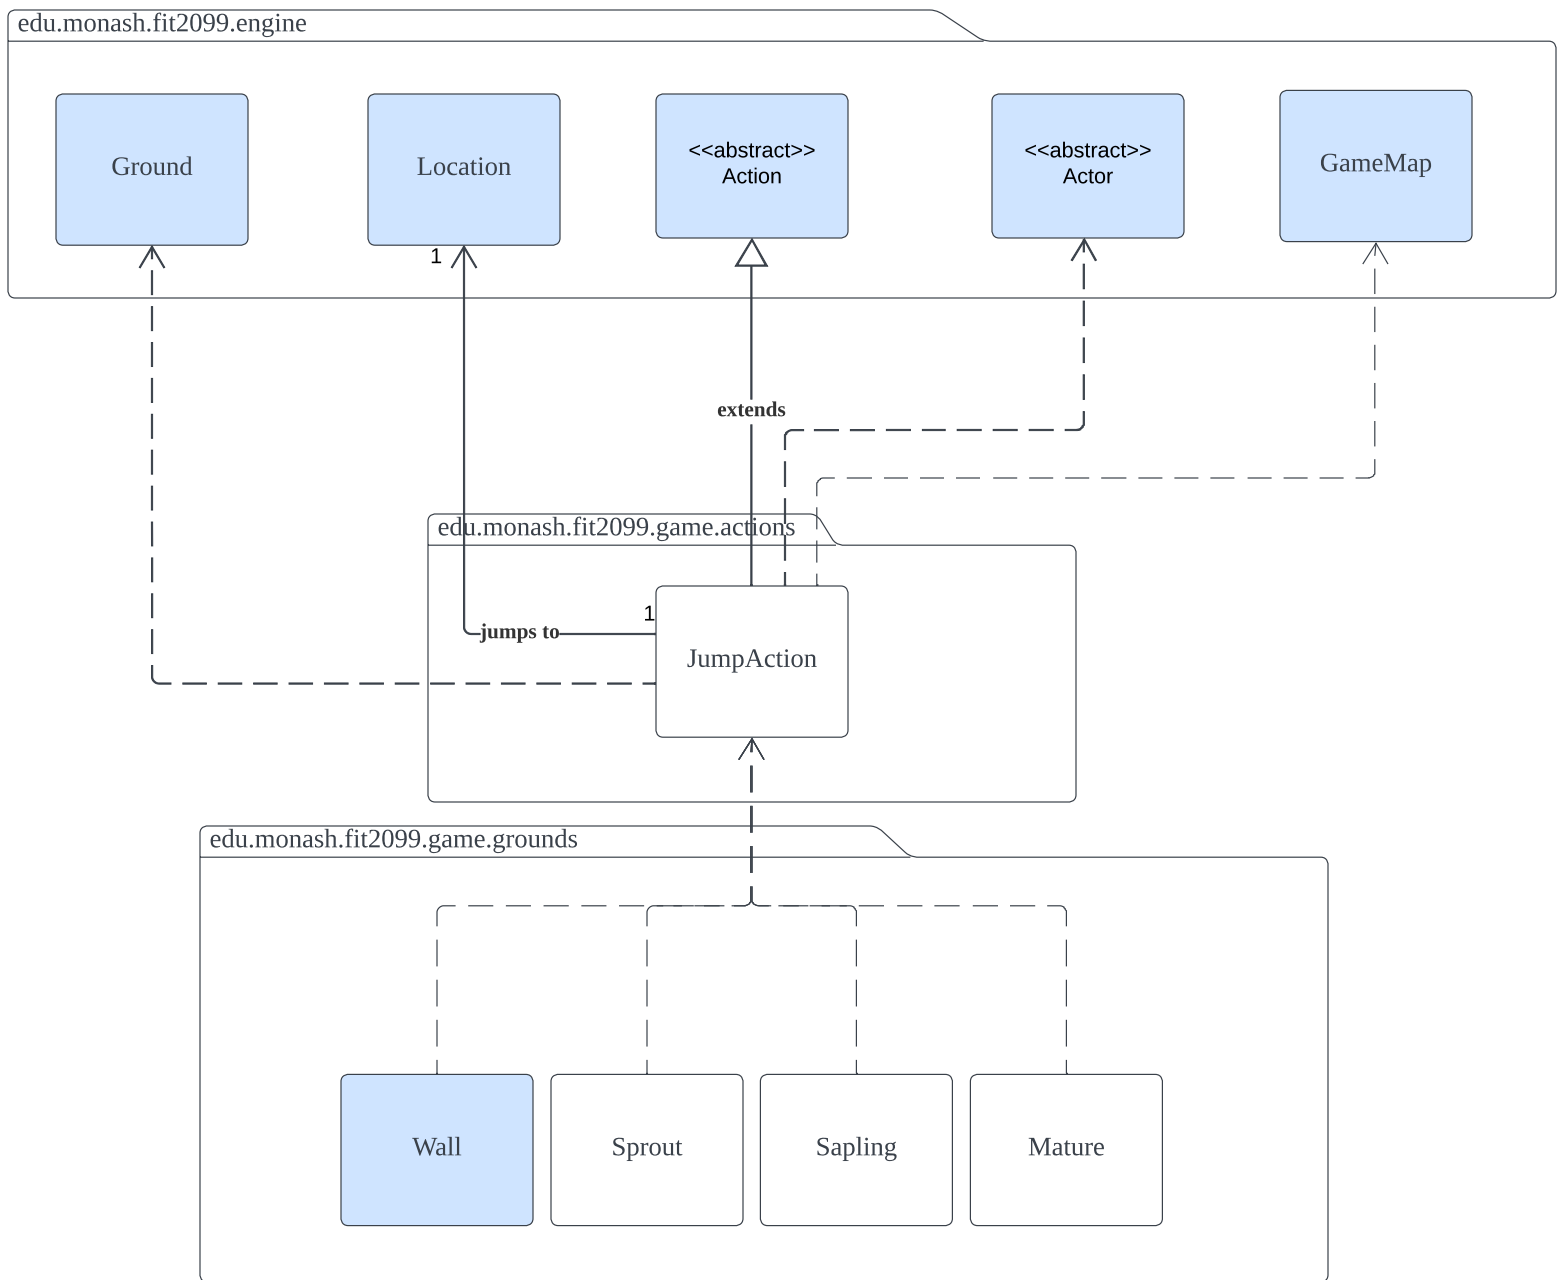 edu.monash.fit2099.engine
Ground
Location
<<abstract>>
Action
<<abstract>>
Actor
GameMap
1
extends
edu.monash.fit2099.game.actions
1
jumps to
JumpAction
edu.monash.fit2099.game.grounds
Wall
Sprout
Sapling
Mature